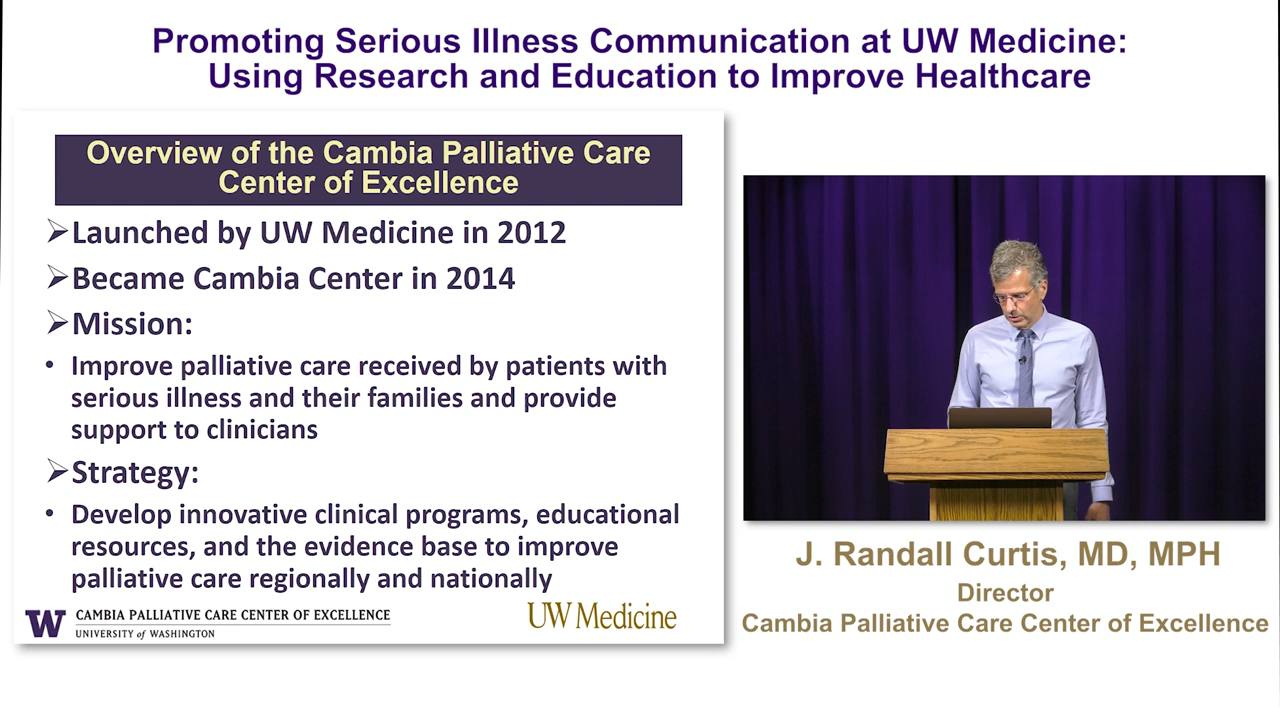 Promoting Serious Illness Communication at UW Medicine:
Using Research and Education to Improve Healthcare
Overview of the Cambia Palliative Care
Center of Excellence
➢Launched by UW Medicine in 2012
➢Became Cambia Center in 2014
➢Mission:
• Improve palliative care received by patients with
serious illness and their families and provide
support to clinicians
➢Strategy:
• Develop innovative clinical programs, educational
resources, and the evidence base to improve
palliative care regionally and nationally
W CAMBIA PALLIATIVE CARE CENTER OF EXCELLENCE
UNIVERSITY of WASHINGTON
UW Medicine
J. Randall Curtis, MD, MPH
Director
Cambia Palliative Care Center of Excellence